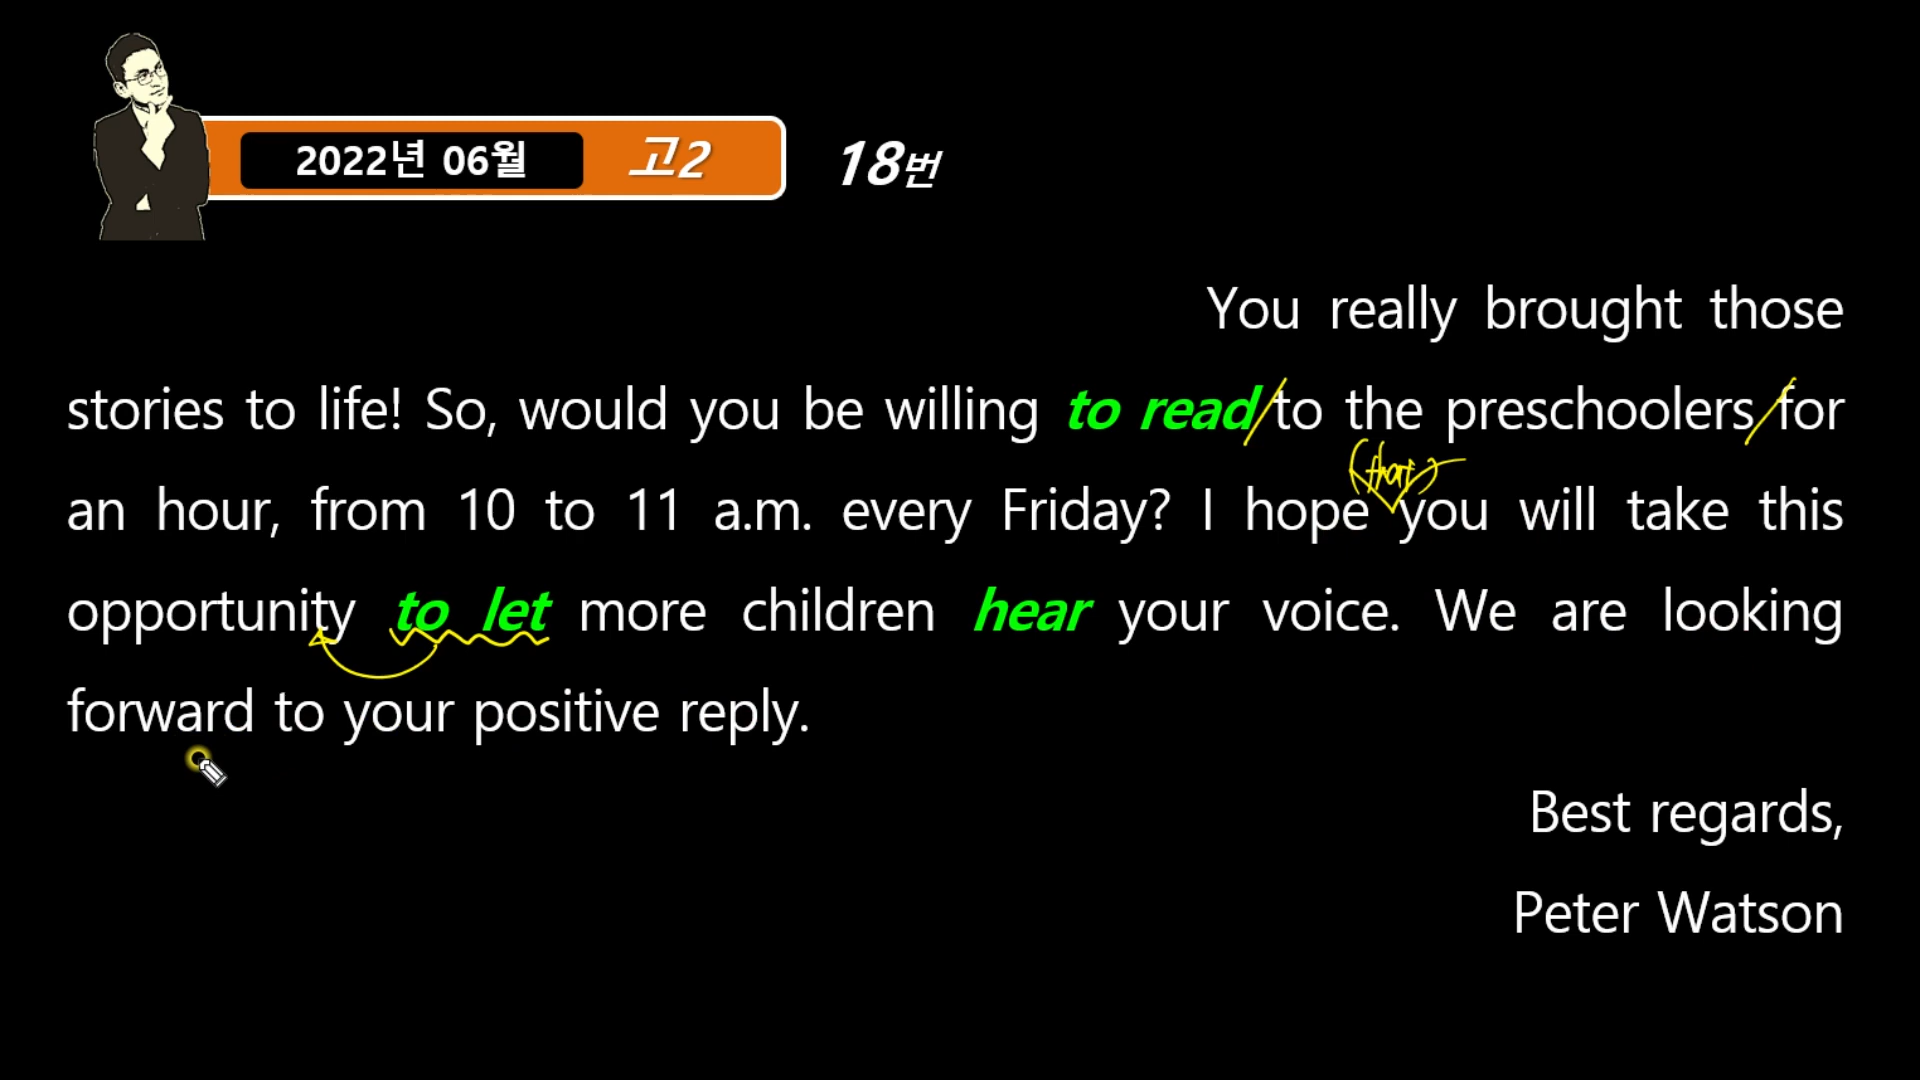 2022년 06월 고2 18번
You really brought those
stories to life! So, would you be willing to read to the preschoolers for
(that)
an hour, from 10 to 11 a.m. every Friday? I hope you will take this
opportunity to let more children hear your voice. We are looking
forward to your positive reply.
Best regards,
Peter Watson